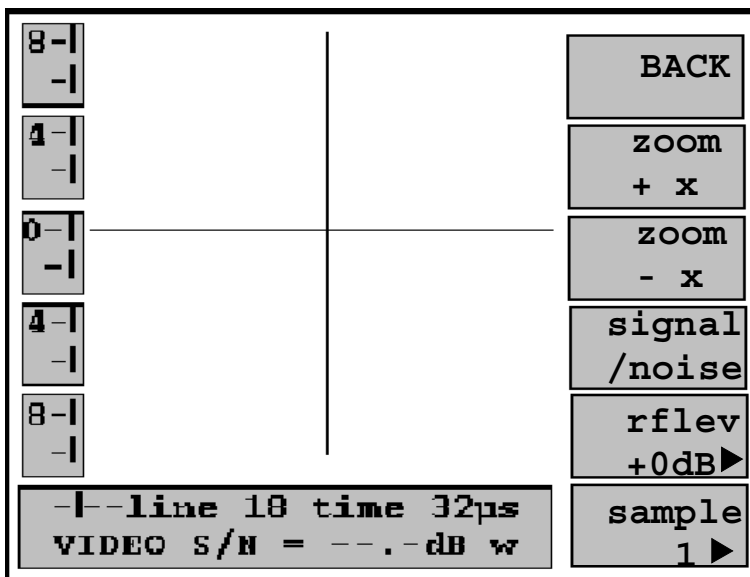 8
4
0
4
8
BACK
zoom
+ x
zoom
- x
signal
/noise
rflev
+0dB▶
sample
1 ▶
--line 18 time 32µs
VIDEO S/N = --.-dB w